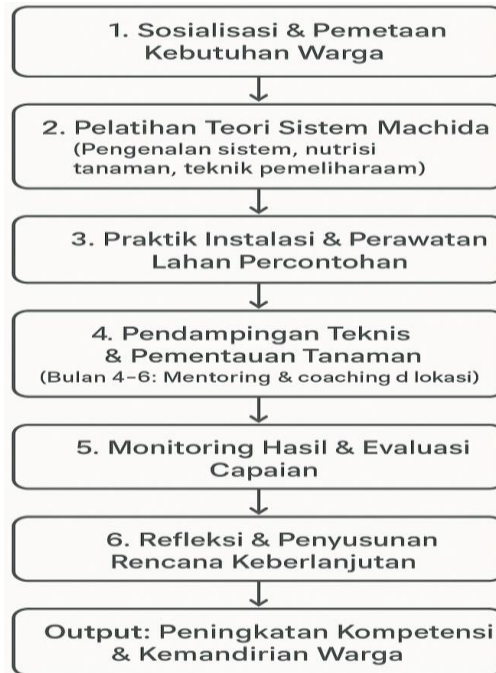 1. Sosialisasi & Pemetaan
Kebutuhan Warga
2. Pelatihan Teori Sistem Machida
(Pengenalan sistem, nutrisi
tanaman, teknik pemeliharaam)
3. Praktik Instalasi & Perawatan
Lahan Percontohan
4. Pendampingan Teknis
& Pementauan Tanaman
(Bulan 4–6: Mentoring & coaching d lokasi)
5. Monitoring Hasil & Evaluasi
Capaian
6. Refleksi & Penyusunan
Rencana Keberlanjutan
Output: Peningkatan Kompetensi
& Kemandirian Warga